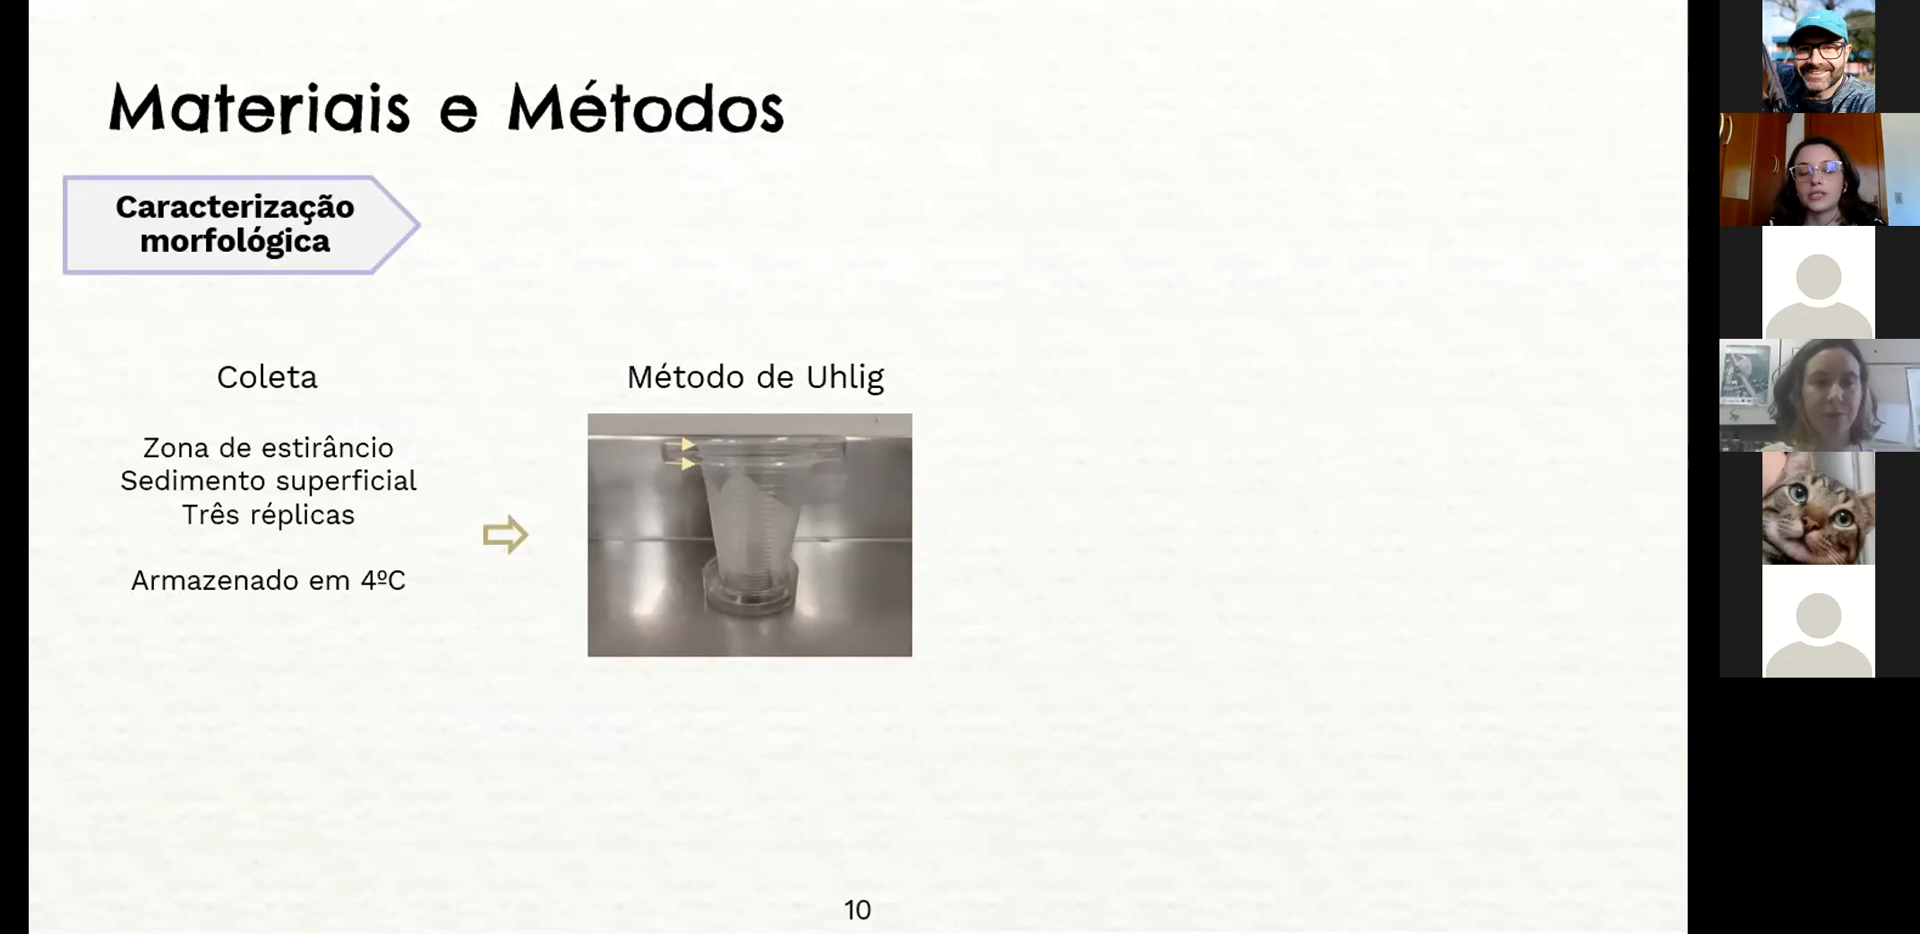 Materiais e Métodos
Caracterização
morfológica
Coleta
Zona de estirâncio
Sedimento superficial
Três réplicas
Armazenado em 4ºC
Método de Uhlig
10